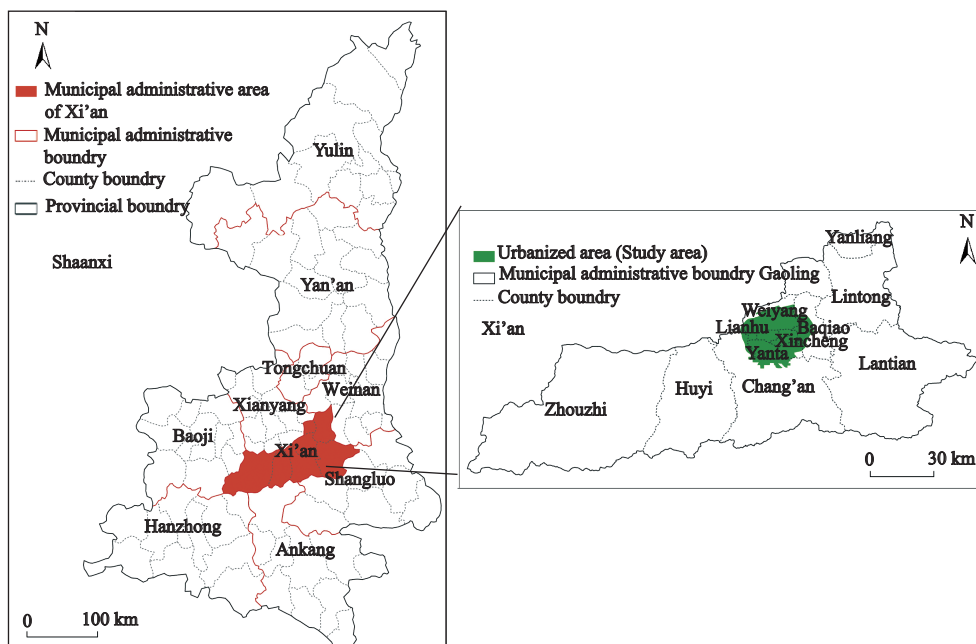 N
Municipal administrative area
of Xi’an
Municipal administrative
boundry
County boundry
Provincial boundry
Shaanxi
Yulin
Yan’an
Tongchuan
Weinan
Xianyang
Baoji
Xi’an
Shangluo
Hanzhong
Ankang
0 100 km
N
Urbanized area (Study area)
Municipal administrative boundry Gaoling
County boundry
Xi’an
Yanliang
Lintong
Weiyang
Lianhu Baqiao
Xincheng
Yanta
Lantian
Huyi Chang’an
Zhouzhi
0 30 km